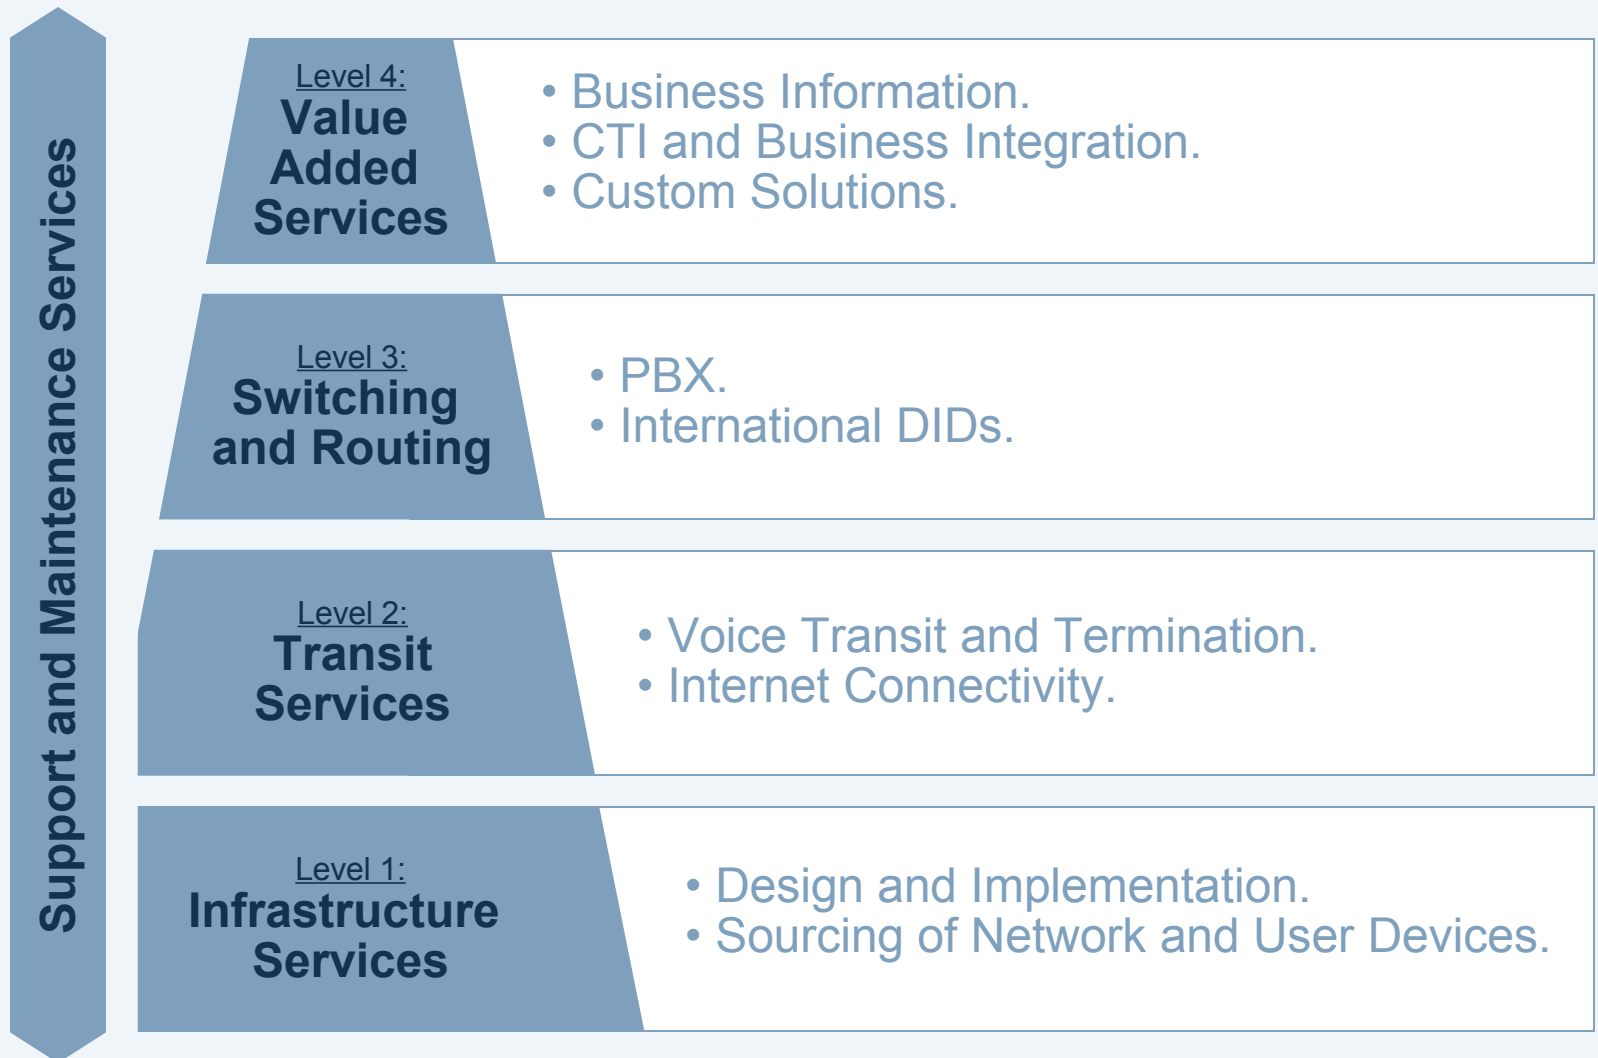 Support and Maintenance Services
Level 4:
Value
Added
Services
• Business Information.
• CTI and Business Integration.
• Custom Solutions.
Level 3:
Switching
and Routing
• PBX.
• International DIDs.
Level 2:
Transit
Services
• Voice Transit and Termination.
• Internet Connectivity.
Level 1:
Infrastructure
Services
• Design and Implementation.
• Sourcing of Network and User Devices.